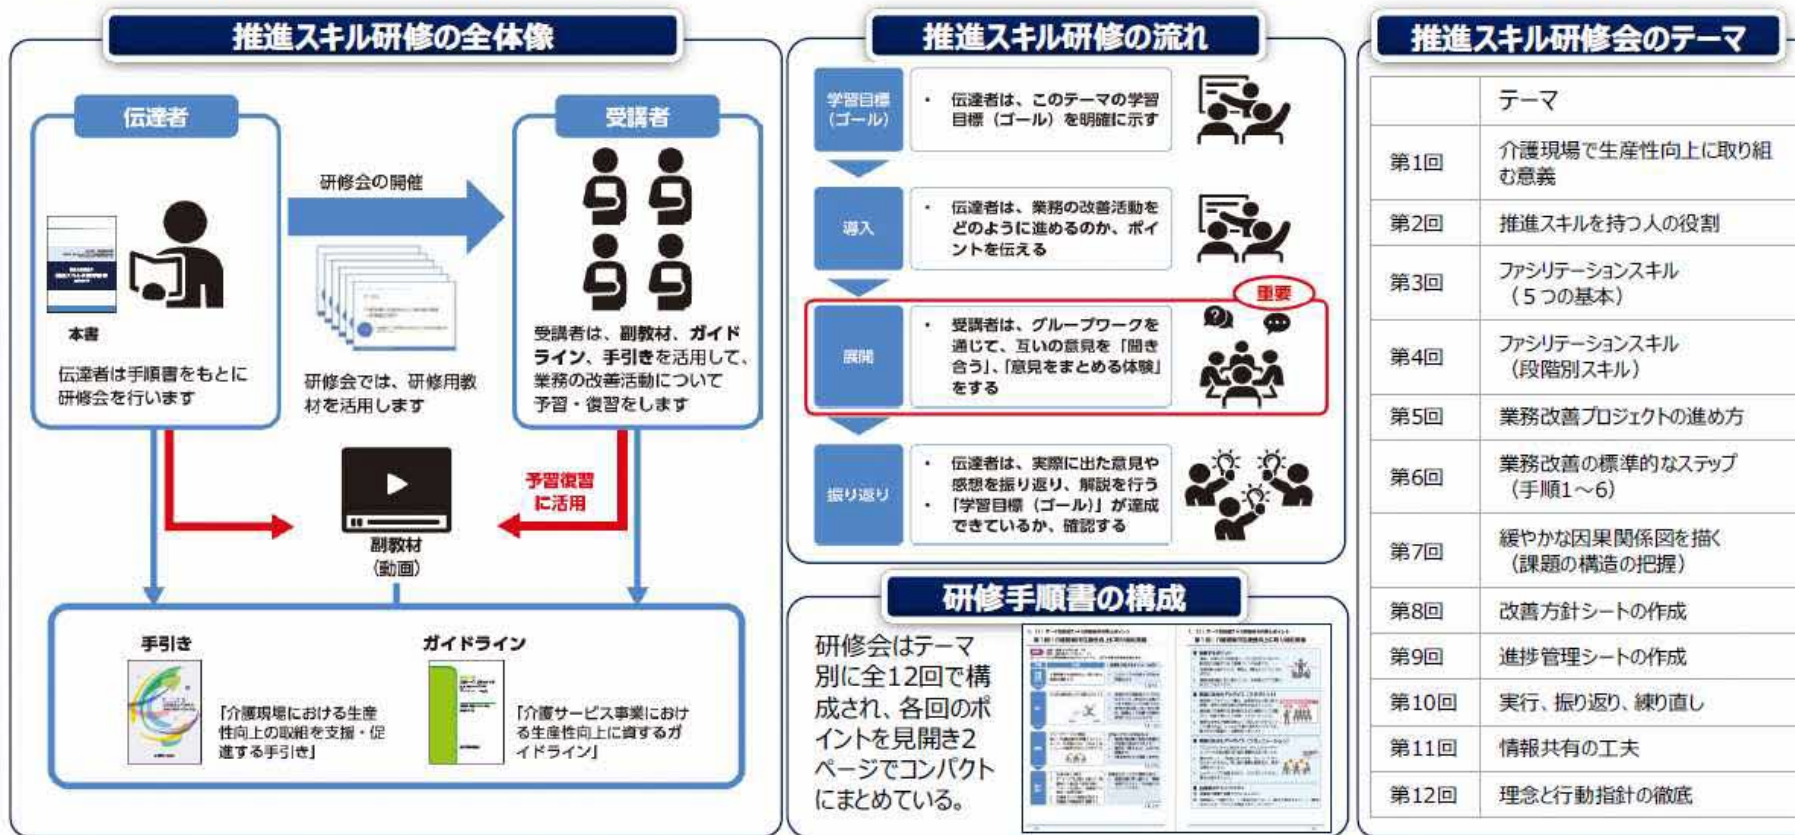 推進スキル研修の全体像
伝達者
本書
伝達者は手順書をもとに
研修会を行います
研修会の開催
研修会では、研修用教
材を活用します
受講者
受講者は、副教材、ガイド
ライン、手引きを活用して、
業務の改善活動について
予習・復習をします
予習復習
に活用
副教材
(動画)
手引き
「介護現場における生産
性向上の取組を支援・促
進する手引き」
ガイドライン
「介護サービス事業におけ
る生産性向上に資するガ
イドライン」
推進スキル研修の流れ
学習目標
(ゴール)
・ 伝達者は、このテーマの学習
目標(ゴール)を明確に示す
導入
・ 伝達者は、業務の改善活動を
どのように進めるのか、ポイ
ントを伝える
重要
展開
・ 受講者は、グループワークを
通じて、互いの意見を「聞き
合う」、「意見をまとめる体験」
をする
振り返り
・ 伝達者は、実際に出た意見や
感想を振り返り、解説を行う
・ 「学習目標(ゴール)」が達成
できているか、確認する
研修手順書の構成
研修会はテーマ
別に全12回で構
成され、各回のポ
イントを見開き2
ページでコンパクト
にまとめている。
推進スキル研修会のテーマ
テーマ
第1回 介護現場で生産性向上に取り組
む意義
第2回 推進スキルを持つ人の役割
第3回 ファシリテーションスキル
(5つの基本)
第4回 ファシリテーションスキル
(段階別スキル)
第5回 業務改善プロジェクトの進め方
第6回 業務改善の標準的なステップ
(手順1~6)
第7回 緩やかな因果関係図を描く
(課題の構造の把握)
第8回 改善方針シートの作成
第9回 進捗管理シートの作成
第10回 実行、振り返り、練り直し
第11回 情報共有の工夫
第12回 理念と行動指針の徹底